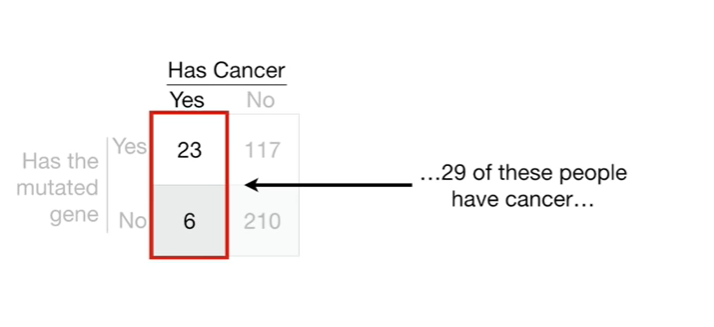 Has Cancer
Yes No
Has the
mutated
gene
Yes 23 117
No 6 210
…29 of these people
have cancer…